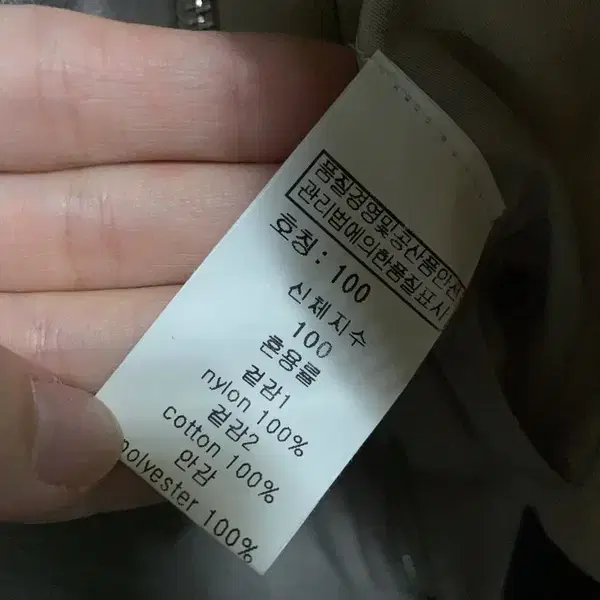 품질경영및공산품안전
관리법에의한품질표시
호칭 : 100
신체지수
100
혼용률
겉감1
nylon 100%
겉감2
cotton 100%
안감
polyester 100%